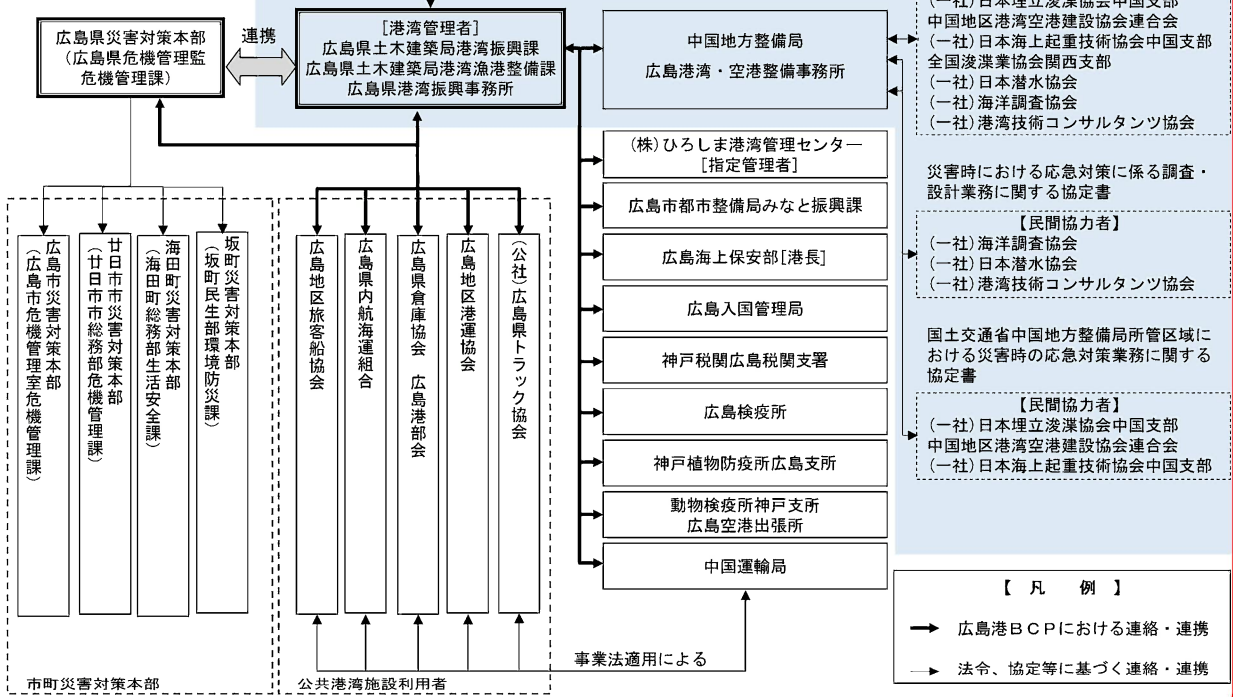 広島県災害対策本部
(広島県危機管理監
危機管理課)
連携
[港湾管理者]
広島県土木建築局港湾振興課
広島県土木建築局港湾漁港整備課
広島県港湾振興事務所
中国地方整備局
広島港湾・空港整備事務所
(一社)日本埋立浚渫協会中国支部
中国地区港湾空港建設協会連合会
(一社)日本海上起重技術協会中国支部
全国浚渫業協会関西支部
(一社)日本潜水協会
(一社)海洋調査協会
(一社)港湾技術コンサルタンツ協会
災害時における応急対策に係る調査・
設計業務に関する協定書
【民間協力者】
(一社)海洋調査協会
(一社)日本潜水協会
(一社)港湾技術コンサルタンツ協会
国土交通省中国地方整備局所管区域に
おける災害時の応急対策業務に関する
協定書
【民間協力者】
(一社)日本埋立浚渫協会中国支部
中国地区港湾空港建設協会連合会
(一社)日本海上起重技術協会中国支部
(株)ひろしま港湾管理センター
[指定管理者]
広島市都市整備局みなと振興課
広島海上保安部[港長]
広島入国管理局
神戸税関広島税関支署
広島検疫所
神戸植物防疫所広島支所
動物検疫所神戸支所
広島空港出張所
中国運輸局
広島市災害対策本部
(広島市危機管理室危機管理課)
廿日市市災害対策本部
(廿日市市総務部危機管理課)
海田町災害対策本部
(海田町総務部生活安全課)
坂町災害対策本部
(坂町民生部環境防災課)
市町災害対策本部
広島地区旅客船協会
広島県内航海運組合
広島県倉庫協会 広島港部会
広島地区港運協会
(公社)広島県トラック協会
公共港湾施設利用者
事業法適用による
【 凡 例 】
広島港BCPにおける連絡・連携
法令、協定等に基づく連絡・連携